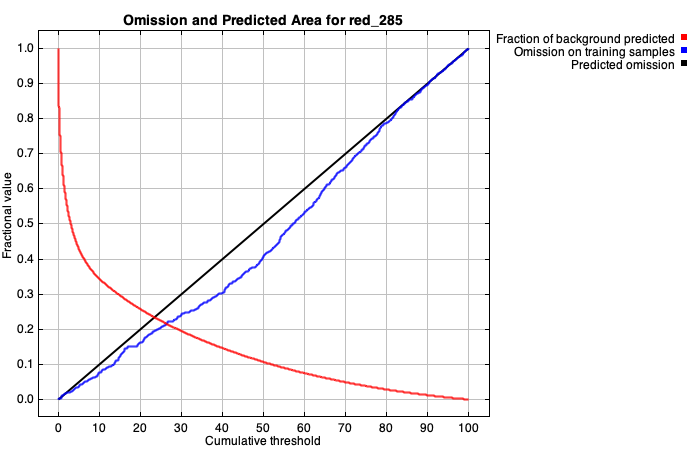 Omission and Predicted Area for red_285
Fraction of background predicted
Omission on training samples
Predicted omission
Fractional value
1.0
0.9
0.8
0.7
0.6
0.5
0.4
0.3
0.2
0.1
0.0
0 10 20 30 40 50 60 70 80 90 100
Cumulative threshold